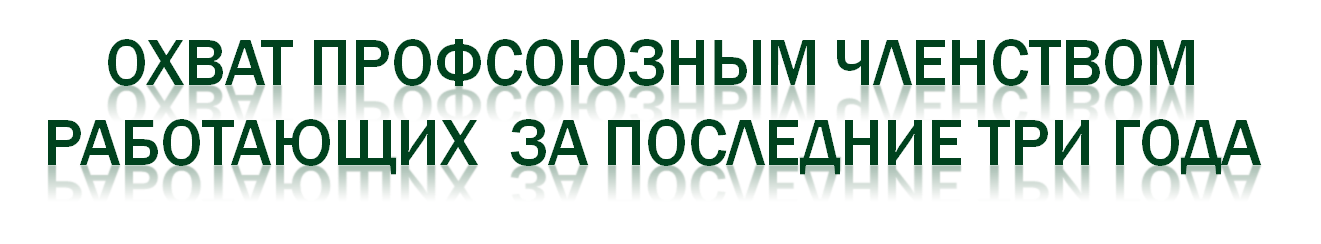 ОХВАТ ПРОФСОЮЗНЫМ ЧЛЕНСТВОМ
РАБОТАЮЩИХ ЗА ПОСЛЕДНИЕ ТРИ ГОДА